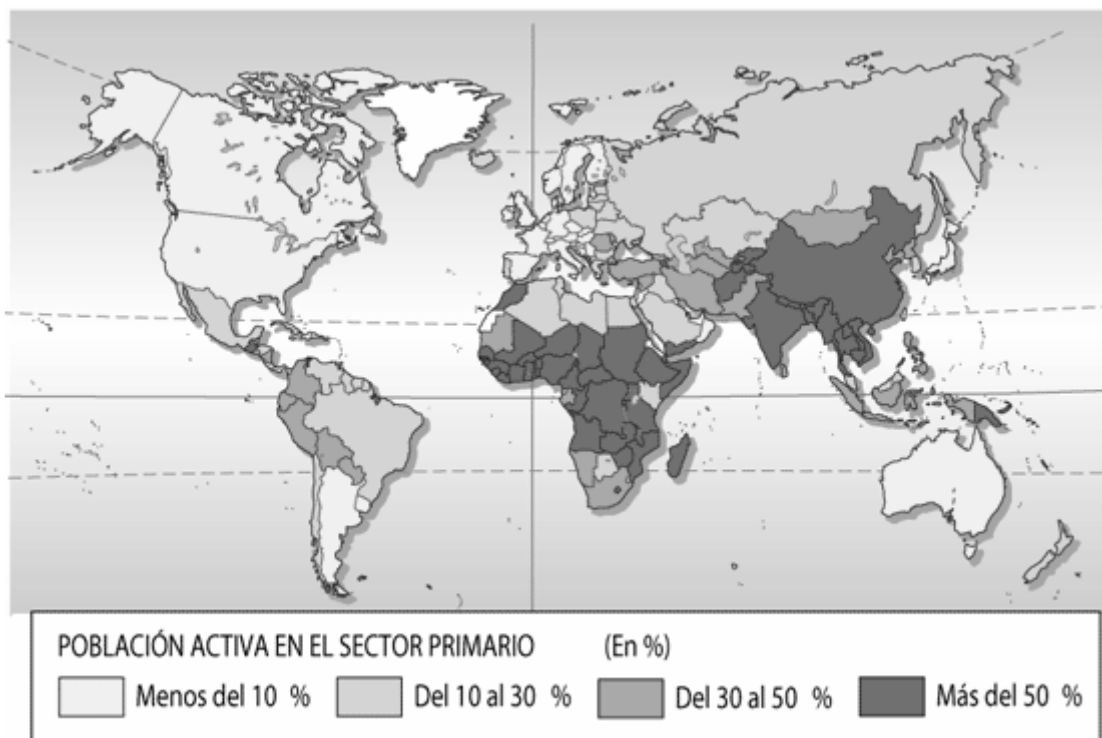 POBLACIÓN ACTIVA EN EL SECTOR PRIMARIO (En %)
Menos del 10 % Del 10 al 30 % Del 30 al 50 % Más del 50 %